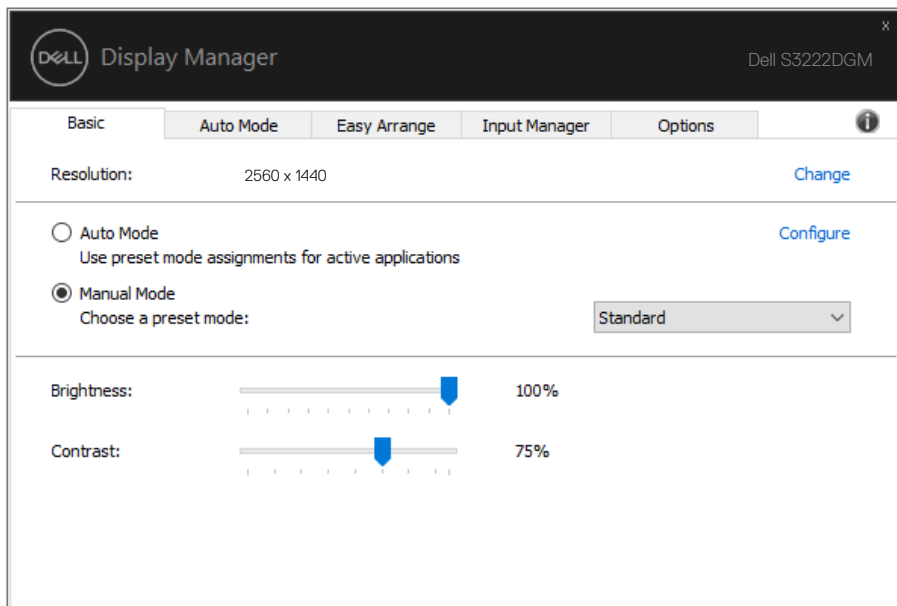 x
DELL Display Manager
Dell S3222DGM
Basic Auto Mode Easy Arrange Input Manager Options i
Resolution: 2560 x 1440 Change
Auto Mode Configure
Use preset mode assignments for active applications
Manual Mode
Choose a preset mode: Standard
Brightness: 100%
Contrast: 75%